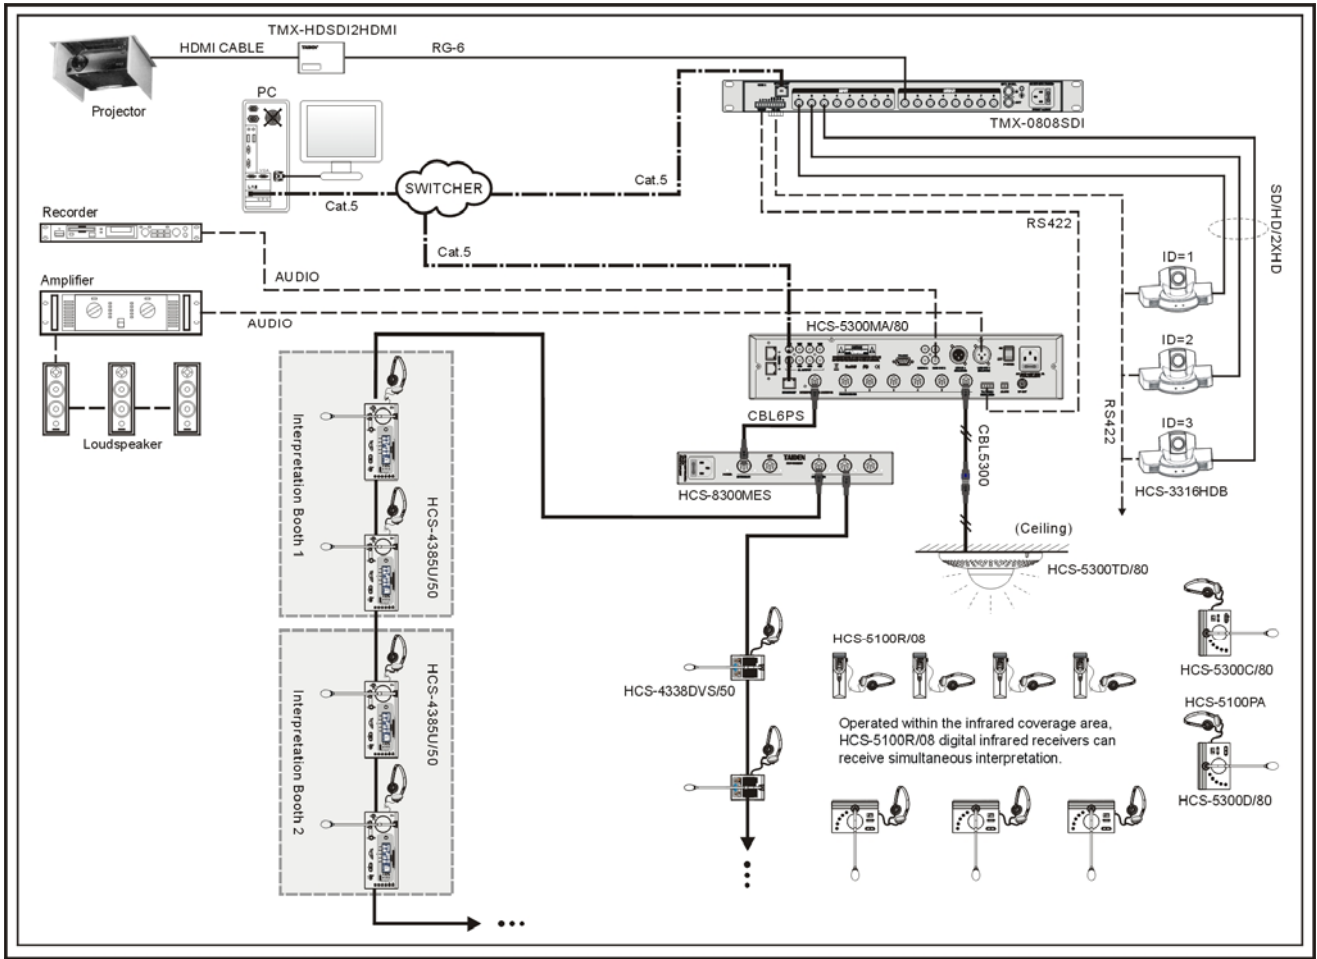 TMX-HDSDI2HDMI
HDMI CABLE
RG-6
TAIDEN
Projector
PC
TMX-0808SDI
SWITCHER
Cat.5
Cat.5
Cat.5
Recorder
AUDIO
Amplifier
AUDIO
Loudspeaker
RS422
SD/HD/2XHD
ID=1
ID=2
ID=3
RS422
HCS-3316HDB
HCS-5300MA/80
CBL6PS
CBL5300
TAIDEN
HCS-8300MES
Interpretation Booth 1
HCS-4385U/50
Interpretation Booth 2
HCS-4385U/50
(Ceiling)
HCS-5300TD/80
HCS-4338DVS/50
HCS-5100R/08
Operated within the infrared coverage area,
HCS-5100R/08 digital infrared receivers can
receive simultaneous interpretation.
HCS-5300C/80
HCS-5100PA
HCS-5300D/80